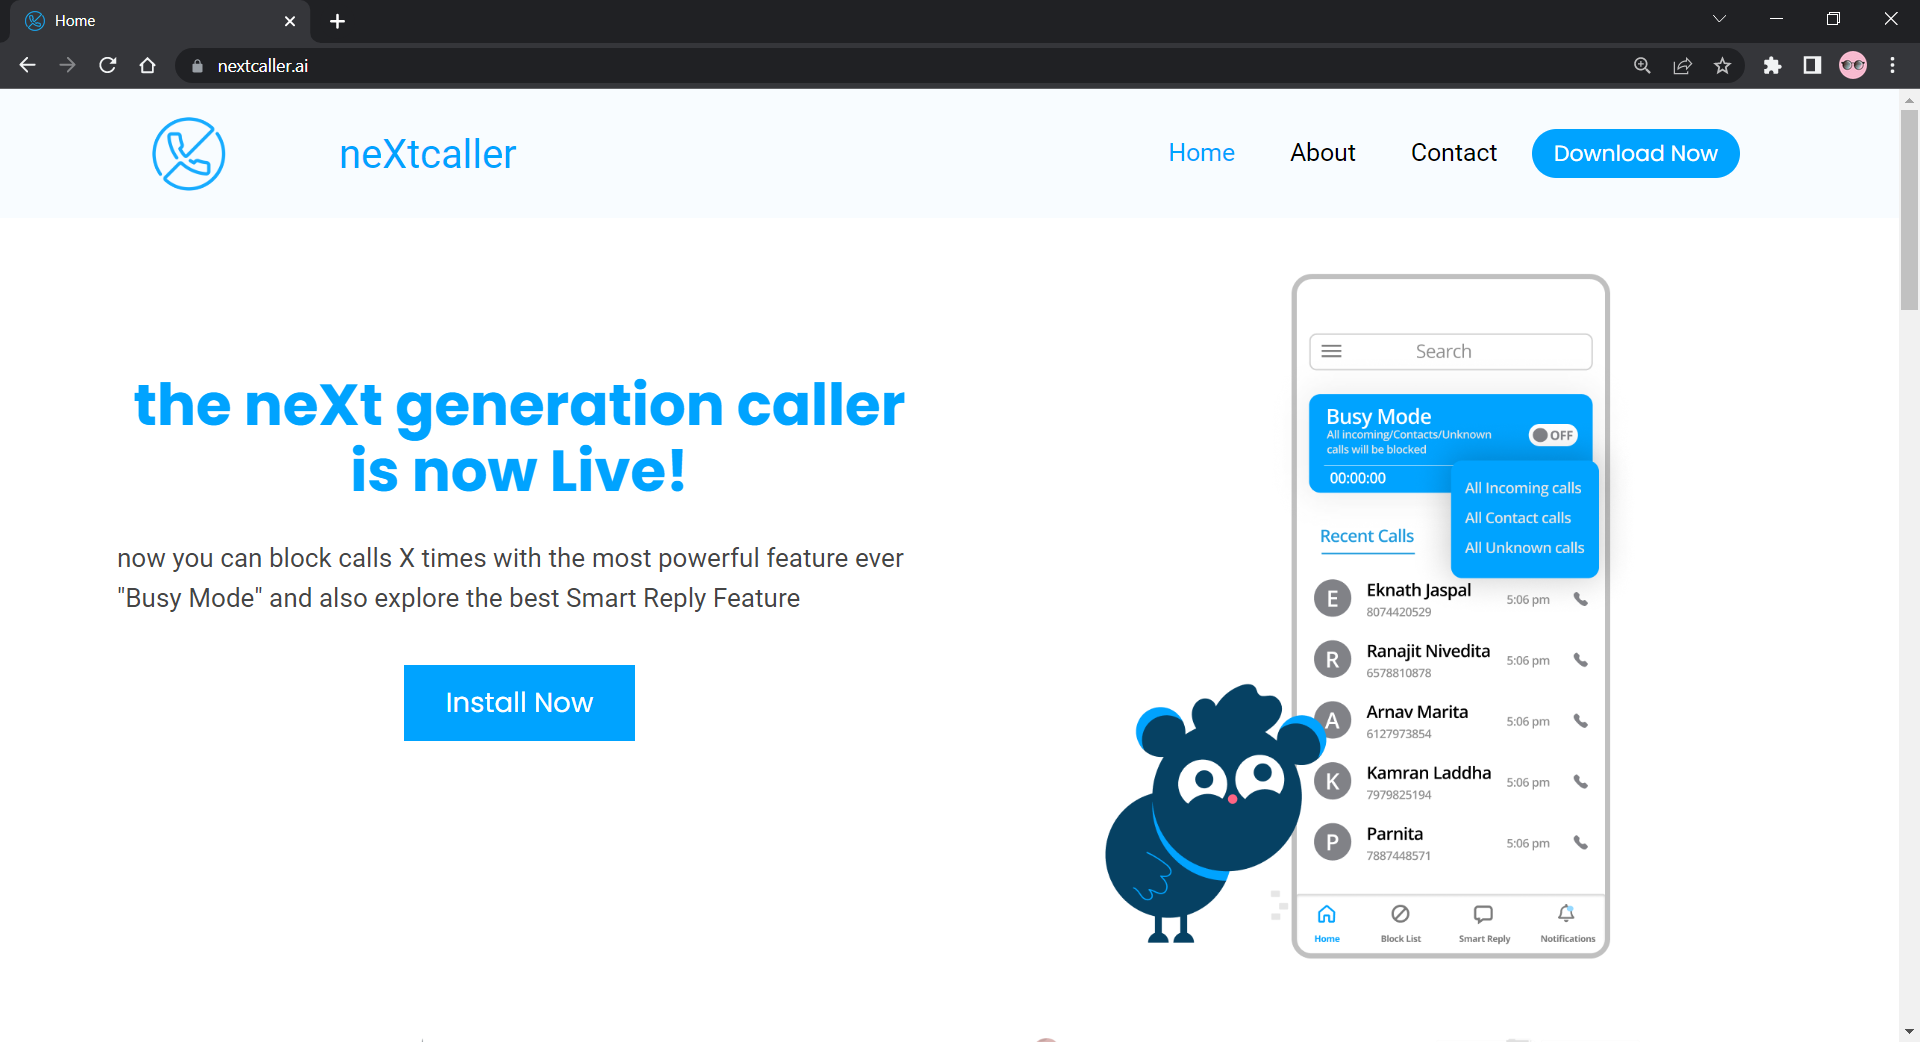 Home
nextcaller.ai
neXtcaller
Home About Contact Download Now
the neXt generation caller
is now Live!
now you can block calls X times with the most powerful feature ever
"Busy Mode" and also explore the best Smart Reply Feature
Install Now
Search
Busy Mode
All incoming/Contacts/Unknown
calls will be blocked
OFF
00:00:00
All Incoming calls
All Contact calls
All Unknown calls
Recent Calls
E Eknath Jaspal 5:06 pm
8074420529
R Ranajit Nivedita 5:06 pm
6578810878
A Arnav Marita 5:06 pm
6127973854
K Kamran Laddha 5:06 pm
7979825194
P Parnita 5:06 pm
7887448571
Home Block List Smart Reply Notifications